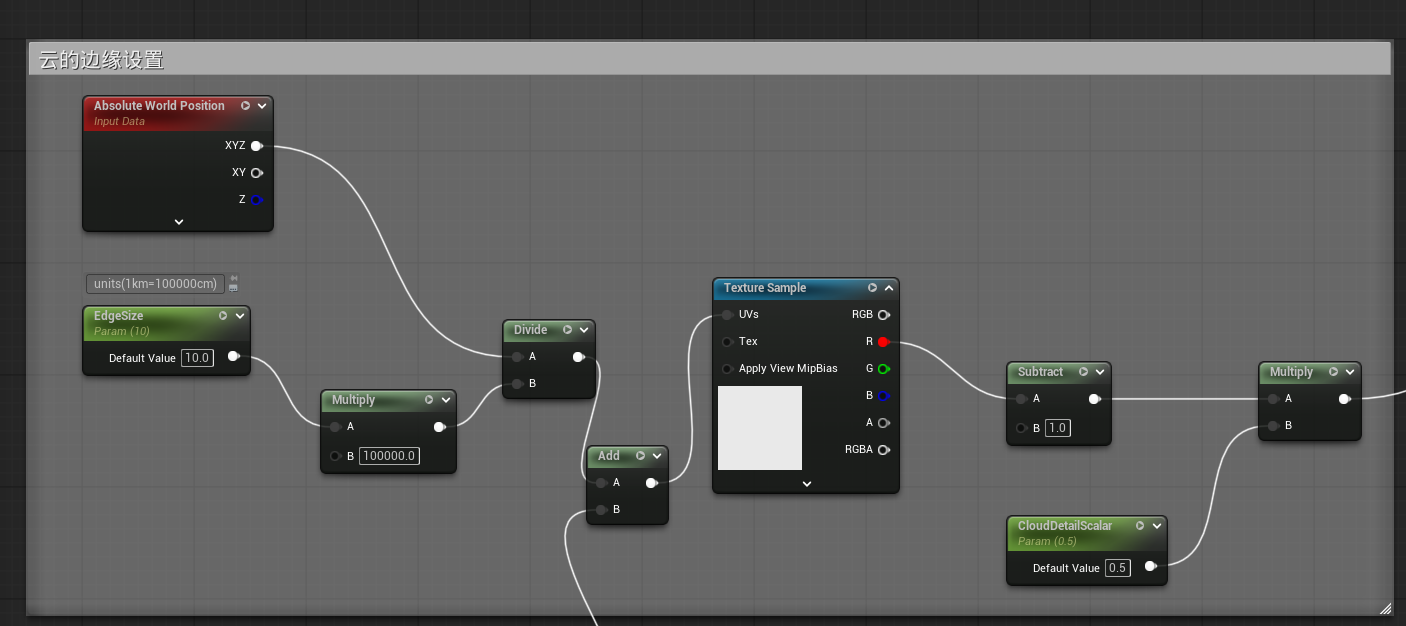 云的边缘设置
Absolute World Position
Input Data
XYZ
XY
Z
units(1km=100000cm)
EdgeSize
Param (10)
Default Value 10.0
Multiply
A
B 100000.0
Divide
A
B
Add
A
B
Texture Sample
UVs RGB
Tex R
Apply View MipBias G
B
A
RGBA
Subtract
A
B 1.0
Multiply
A
B
CloudDetailScalar
Param (0.5)
Default Value 0.5